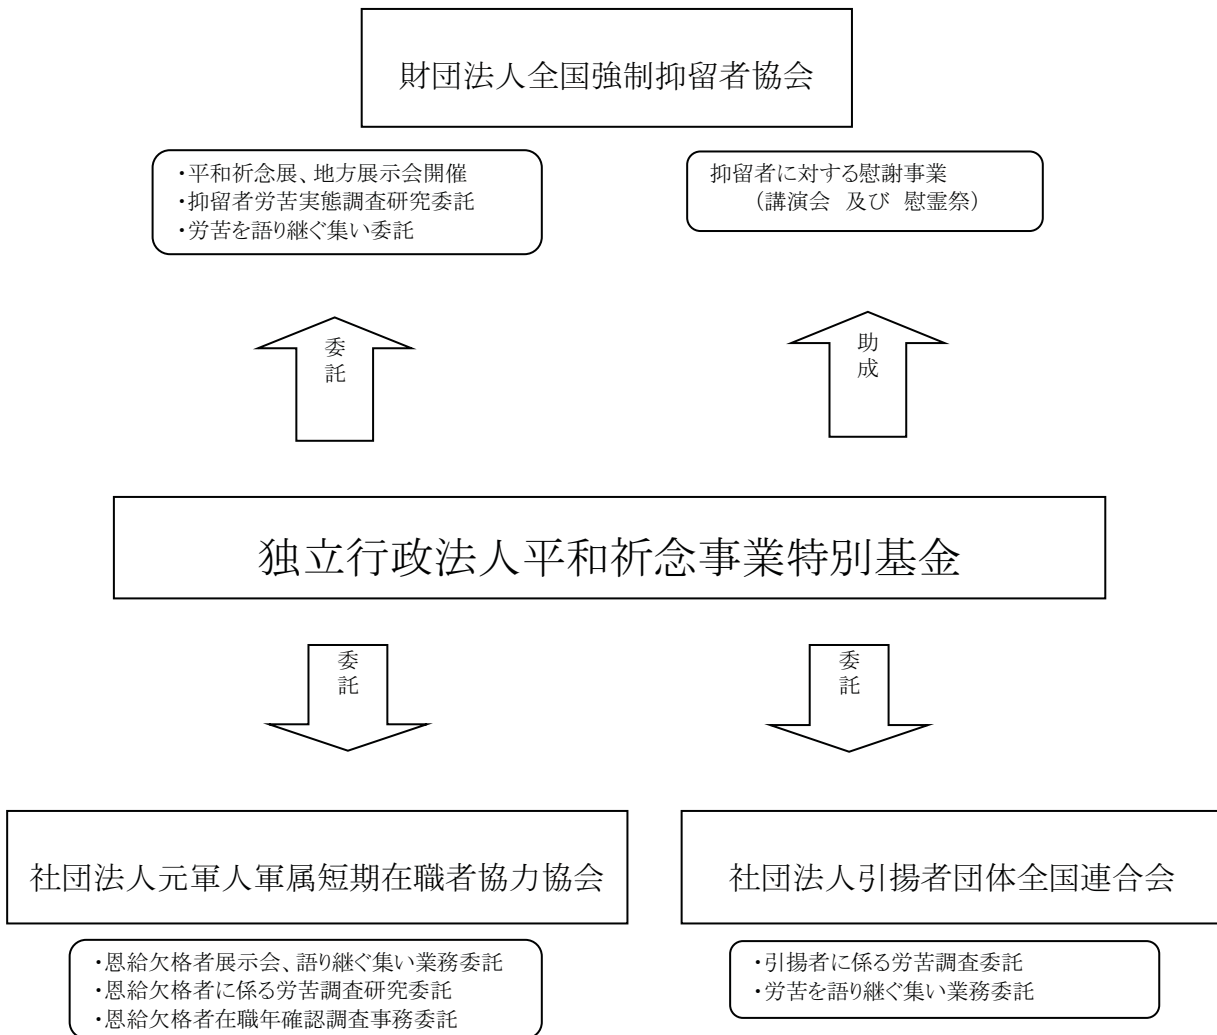 財団法人全国強制抑留者協会
・平和祈念展、地方展示会開催
・抑留者労苦実態調査研究委託
・労苦を語り継ぐ集い委託
抑留者に対する慰謝事業
（講演会 及び 慰霊祭）
委託
助成
独立行政法人平和祈念事業特別基金
委託
委託
社団法人元軍人軍属短期在職者協力協会
・恩給欠格者展示会、語り継ぐ集い業務委託
・恩給欠格者に係る労苦調査研究委託
・恩給欠格者在職年確認調査事務委託
社団法人引揚者団体全国連合会
・引揚者に係る労苦調査委託
・労苦を語り継ぐ集い業務委託